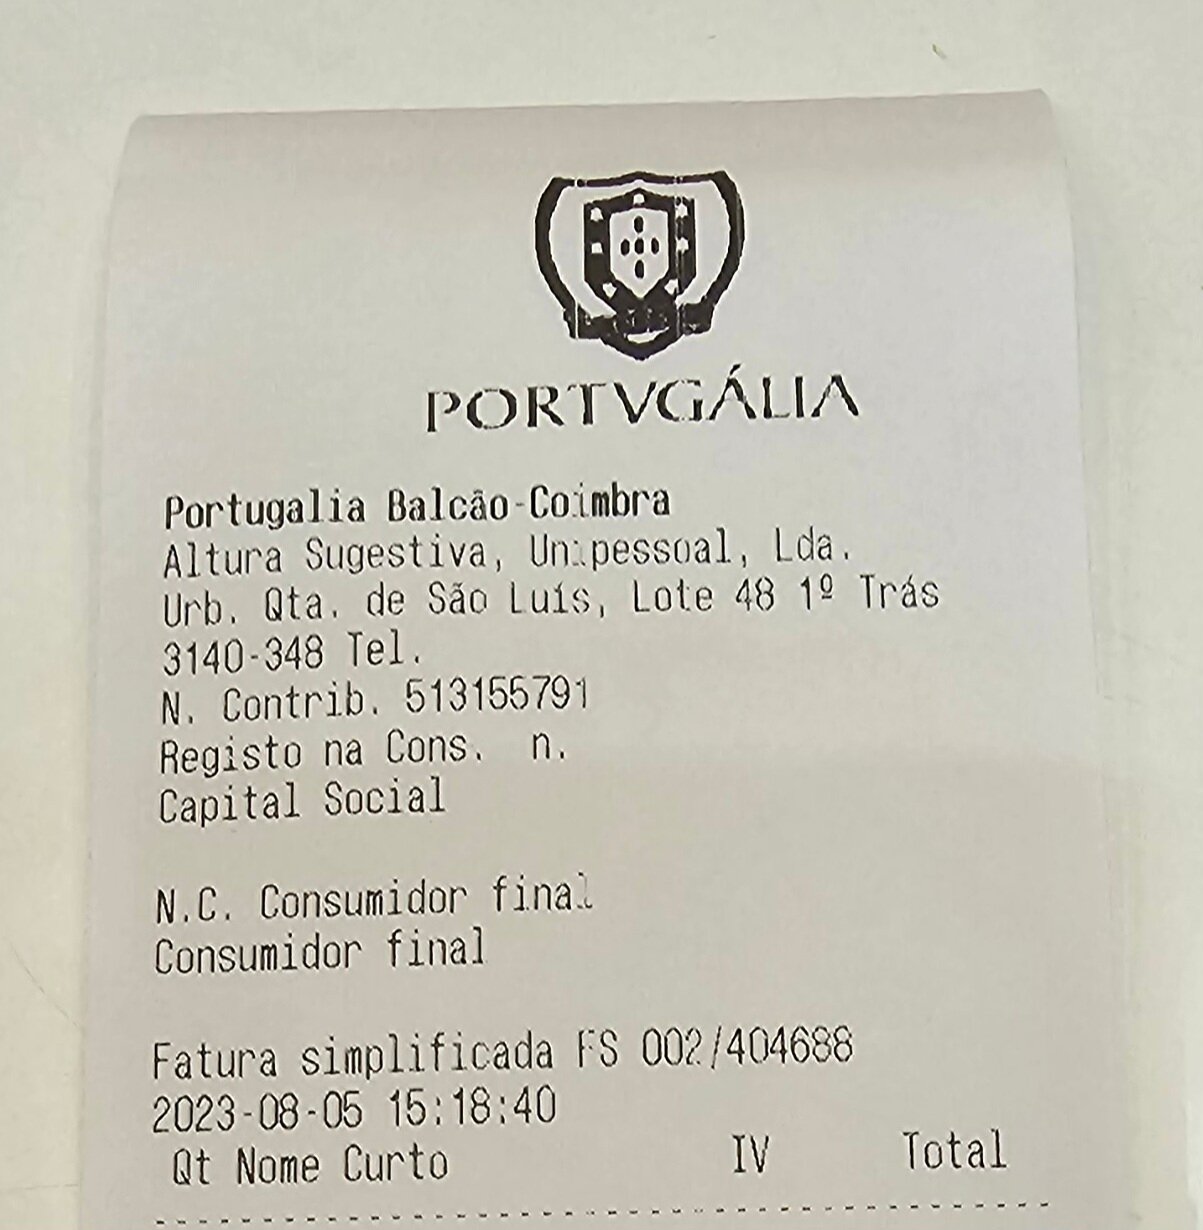 PORTVGÁLIA
Portugalia Balcão-Coimbra
Altura Sugestiva, Unipessoal, Lda.
Urb. Qta. de São Luís, Lote 48 1º Trás
3140-348 Tel.
N. Contrib. 513155791
Registo na Cons. n.
Capital Social
N.C. Consumidor final
Consumidor final
Fatura simplificada FS 002/404688
2023-08-05 15:18:40
Qt Nome Curto IV Total